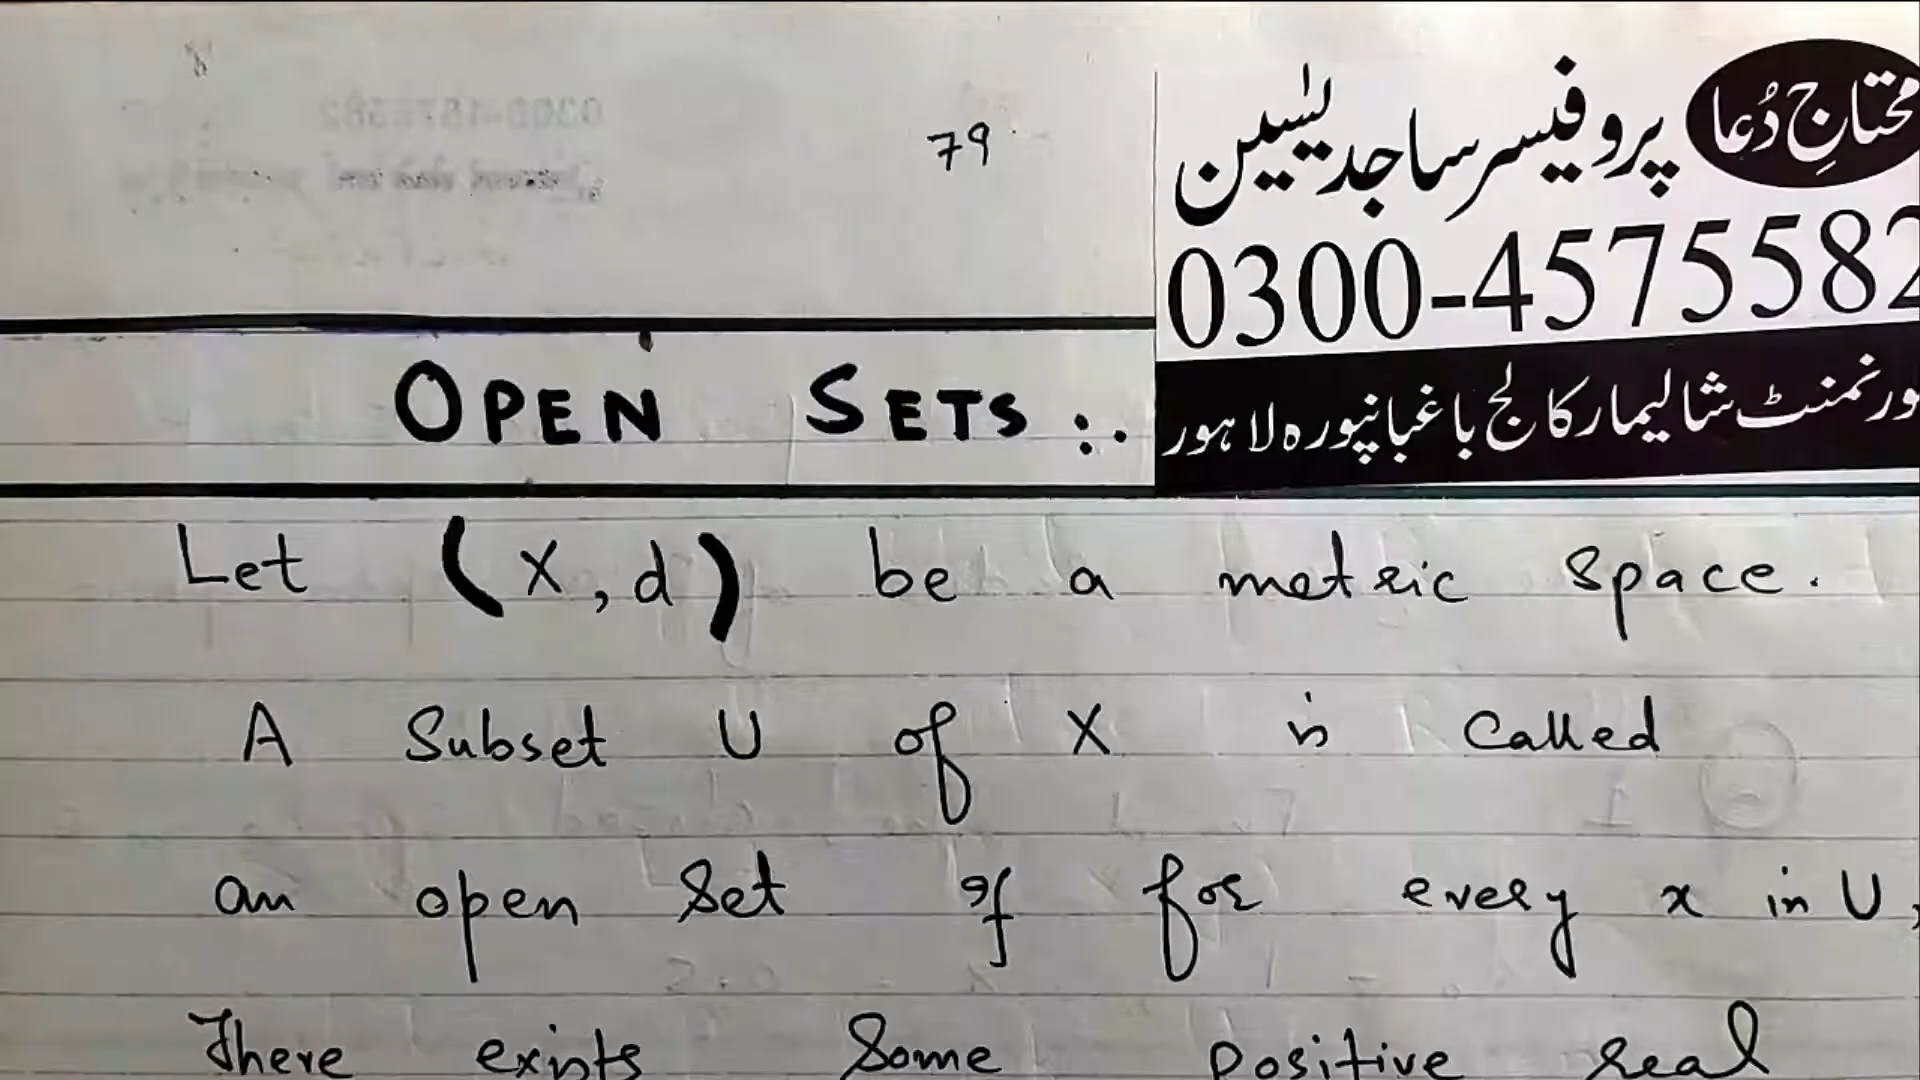 79
محتاجِ دُعا پروفیسر ساجد یٰسین
0300-4575582
ورنمنٹ شالیمار کالج باغبانپورہ لاہور
OPEN SETS :.
Let (X, d) be a metric space.
A Subset U of X is Called
an open Set if for every x in U,
There exists Some positive real